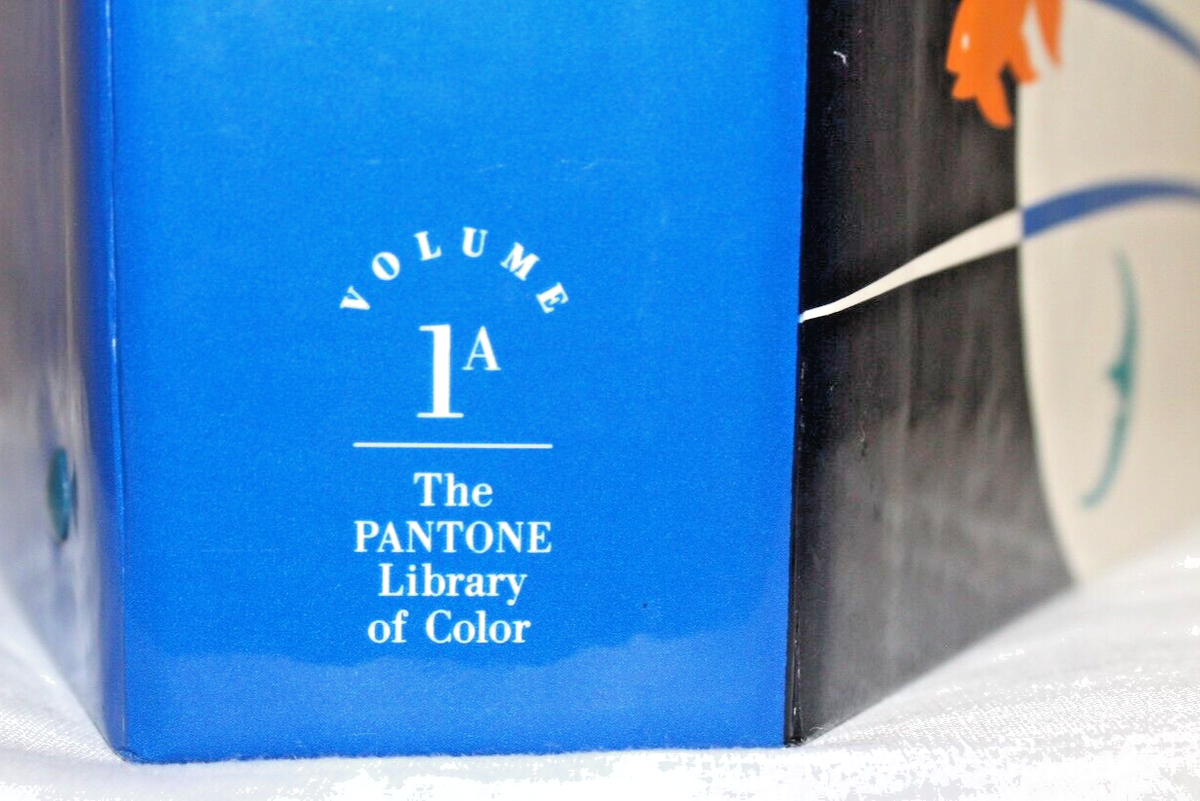 VOLUME
1A
The
PANTONE
Library
of Color